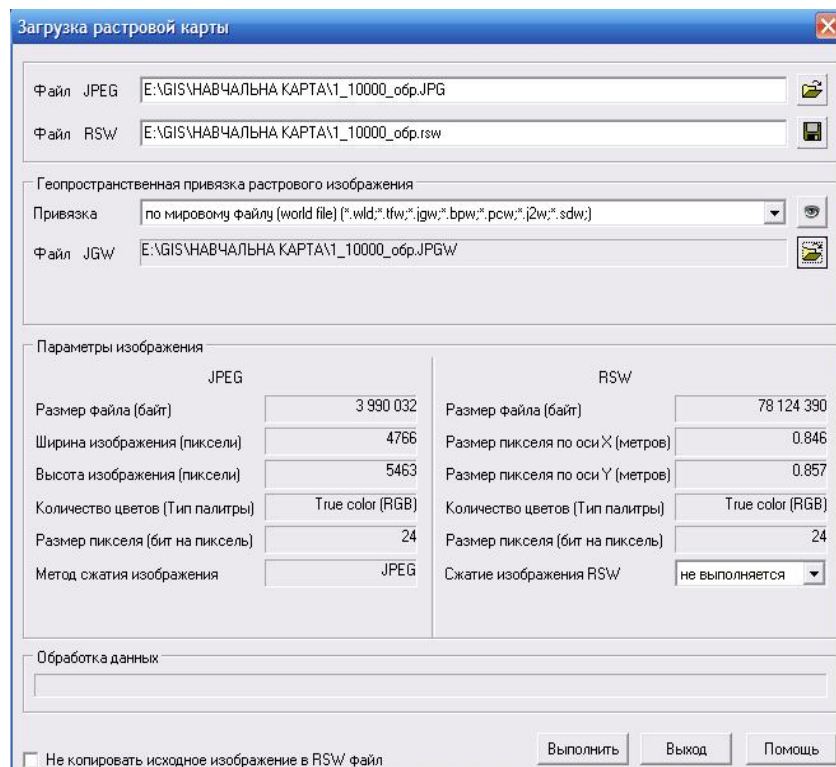 Загрузка растровой карты
Файл JPEG E:\GIS\НАВЧАЛЬНА КАРТА\1_10000_обр.JPG
Файл RSW E:\GIS\НАВЧАЛЬНА КАРТА\1_10000_обр.rsw
Геопространственная привязка растрового изображения
Привязка по мировому файлу (world file) (*.wld;*.tfw;*.jgw;*.bpw;*.pcw;*.j2w;*.sdw;)
Файл JGW E:\GIS\НАВЧАЛЬНА КАРТА\1_10000_обр.JPGW
Параметры изображения
JPEG
Размер файла (байт) 3 990 032
Ширина изображения (пиксели) 4766
Высота изображения (пиксели) 5463
Количество цветов (Тип палитры) True color (RGB)
Размер пикселя (бит на пиксель) 24
Метод сжатия изображения JPEG
RSW
Размер файла (байт) 78 124 390
Размер пикселя по оси X (метров) 0.846
Размер пикселя по оси Y (метров) 0.857
Количество цветов (Тип палитры) True color (RGB)
Размер пикселя (бит на пиксель) 24
Сжатие изображения RSW не выполняется
Обработка данных
Не копировать исходное изображение в RSW файл
Выполнить Выход Помощь